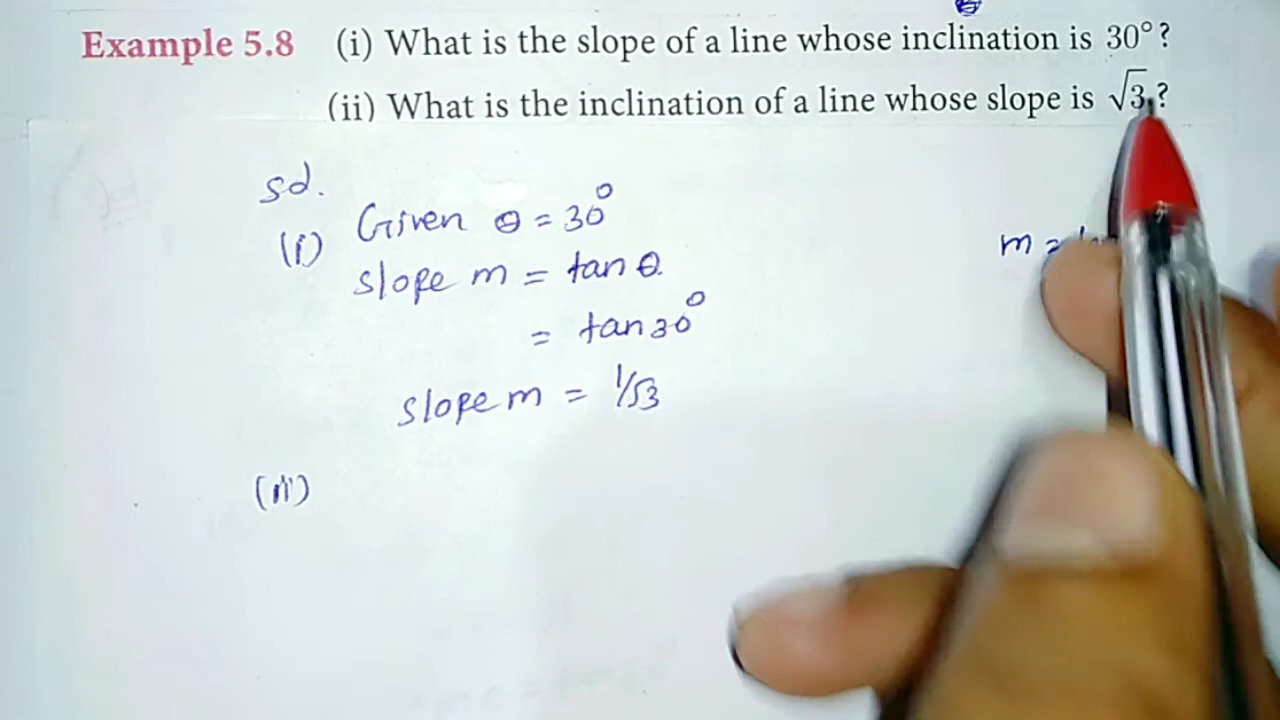 Example 5.8 (i) What is the slope of a line whose inclination is 30°?
(ii) What is the inclination of a line whose slope is √3 ?
Sol.
(i) Given θ = 30°
slope m = tan θ
= tan 30°
slope m = 1/√3
(ii)
m =